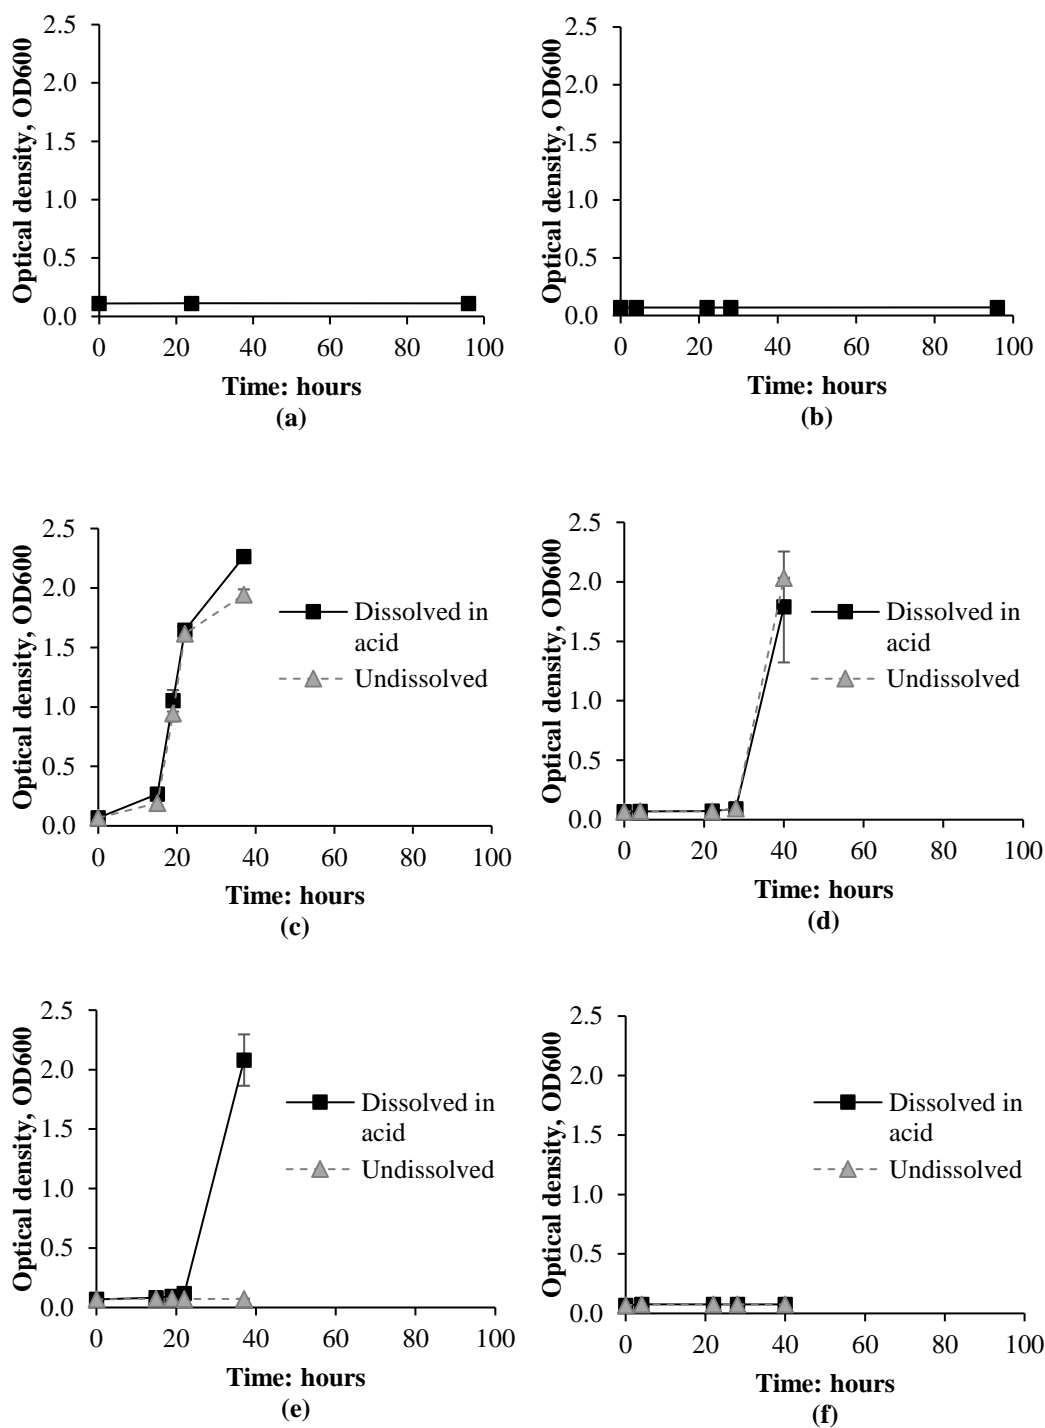 Optical density, OD600
2.5
2.0
1.5
1.0
0.5
0.0
0 20 40 60 80 100
Time: hours
(a)
Optical density, OD600
2.5
2.0
1.5
1.0
0.5
0.0
0 20 40 60 80 100
Time: hours
(b)
Optical density, OD600
2.5
2.0
1.5
1.0
0.5
0.0
0 20 40 60 80 100
Time: hours
(c)
Dissolved in
acid
Undissolved
Optical density, OD600
2.5
2.0
1.5
1.0
0.5
0.0
0 20 40 60 80 100
Time: hours
(d)
Dissolved in
acid
Undissolved
Optical density, OD600
2.5
2.0
1.5
1.0
0.5
0.0
0 20 40 60 80 100
Time: hours
(e)
Dissolved in
acid
Undissolved
Optical density, OD600
2.5
2.0
1.5
1.0
0.5
0.0
0 20 40 60 80 100
Time: hours
(f)
Dissolved in
acid
Undissolved